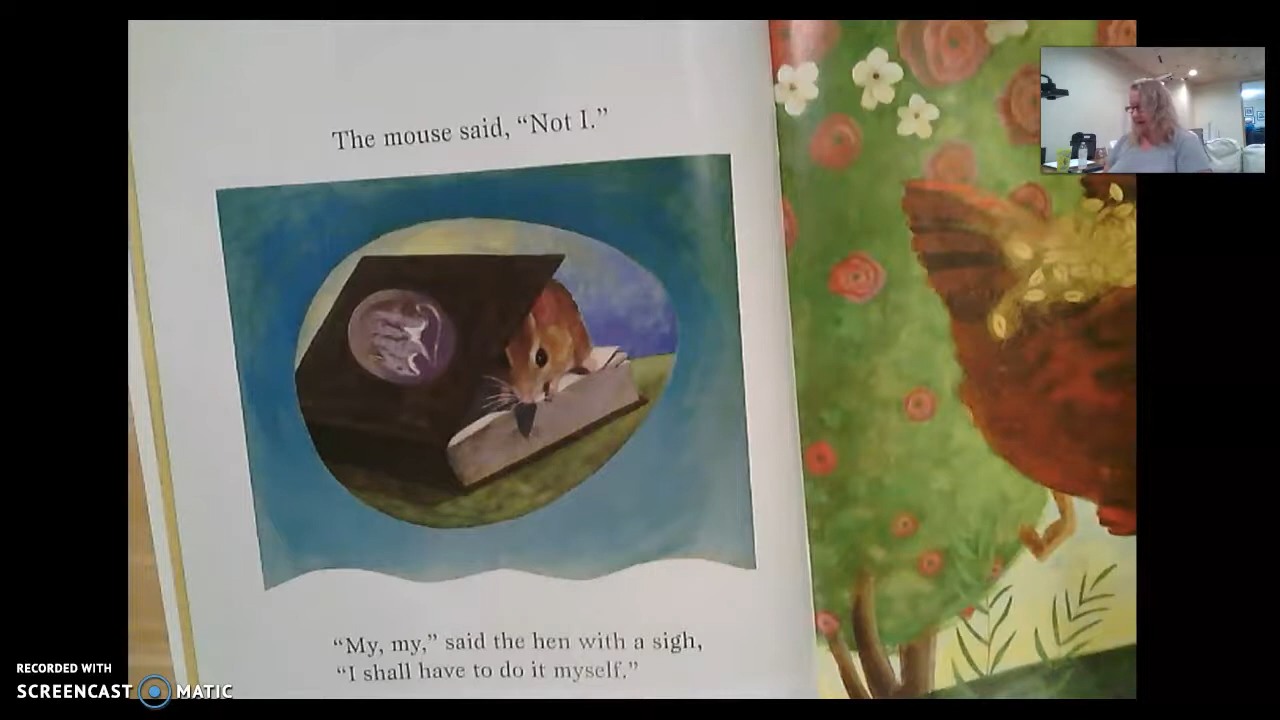 The mouse said, “Not I.”
“My, my,” said the hen with a sigh,
“I shall have to do it myself.”
RECORDED WITH
SCREENCAST MATIC